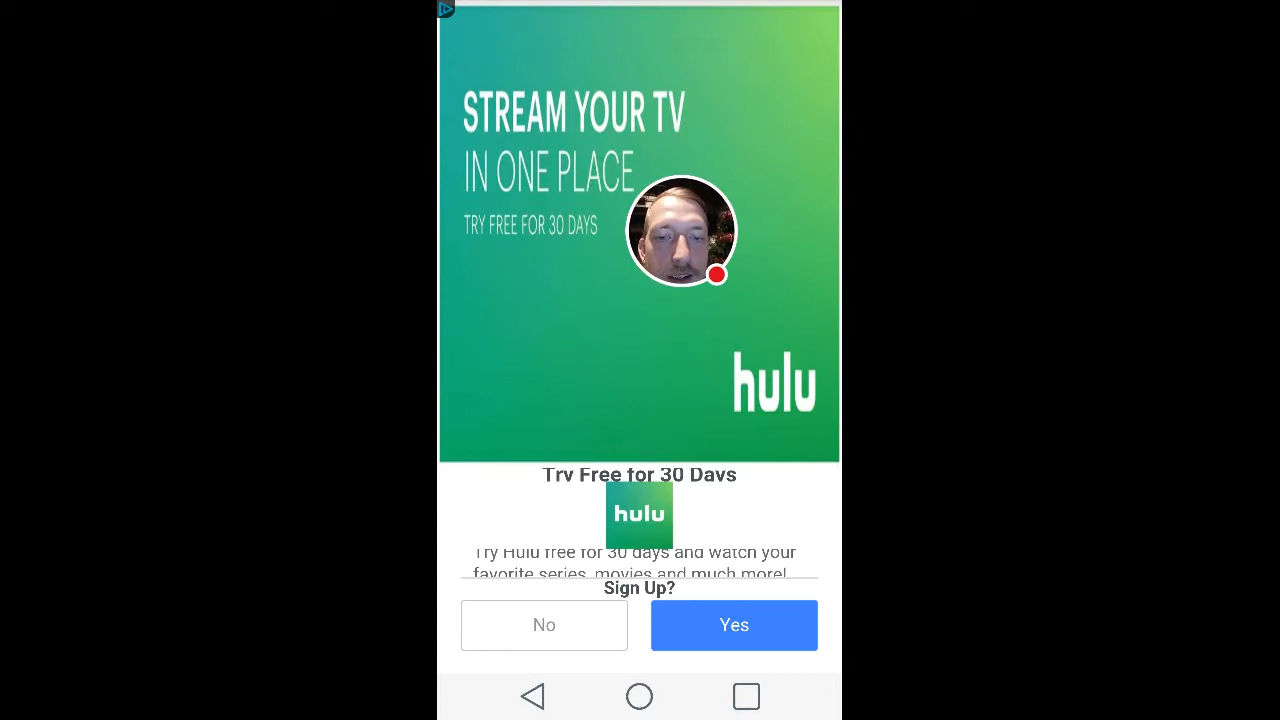 STREAM YOUR TV
IN ONE PLACE
TRY FREE FOR 30 DAYS
hulu
Try Free for 30 Days
hulu
Try Hulu free for 30 days and watch your
favorite series, movies and much more!
Sign Up?
No
Yes